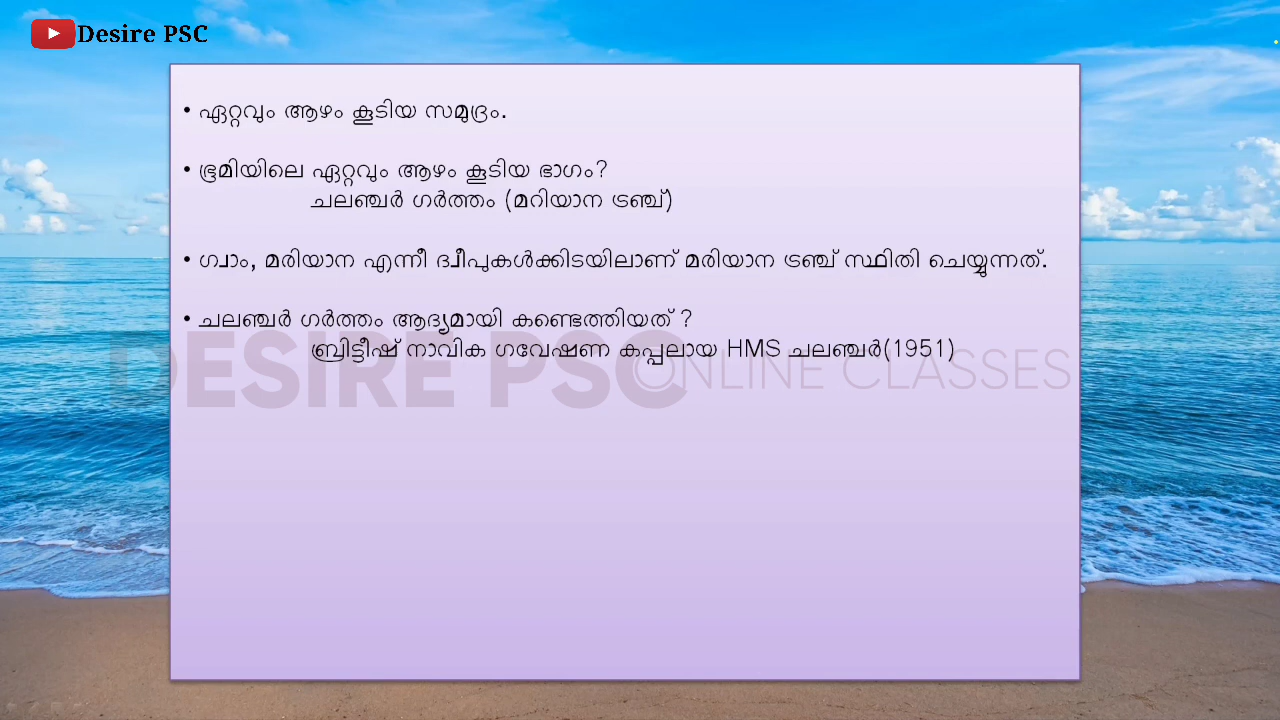 Desire PSC
• ഏറ്റവും ആഴം കൂടിയ സമുദ്രം.
• ഭൂമിയിലെ ഏറ്റവും ആഴം കൂടിയ ഭാഗം?
ചലഞ്ചർ ഗർത്തം (മറിയാന ട്രഞ്ച്)
• ഗ്വാം, മരിയാന എന്നീ ദ്വീപുകൾക്കിടയിലാണ് മരിയാന ട്രഞ്ച് സ്ഥിതി ചെയ്യുന്നത്.
• ചലഞ്ചർ ഗർത്തം ആദ്യമായി കണ്ടെത്തിയത് ?
ബ്രിട്ടീഷ് നാവിക ഗവേഷണ കപ്പലായ HMS ചലഞ്ചർ(1951)
DESIRE PSC ONLINE CLASSES